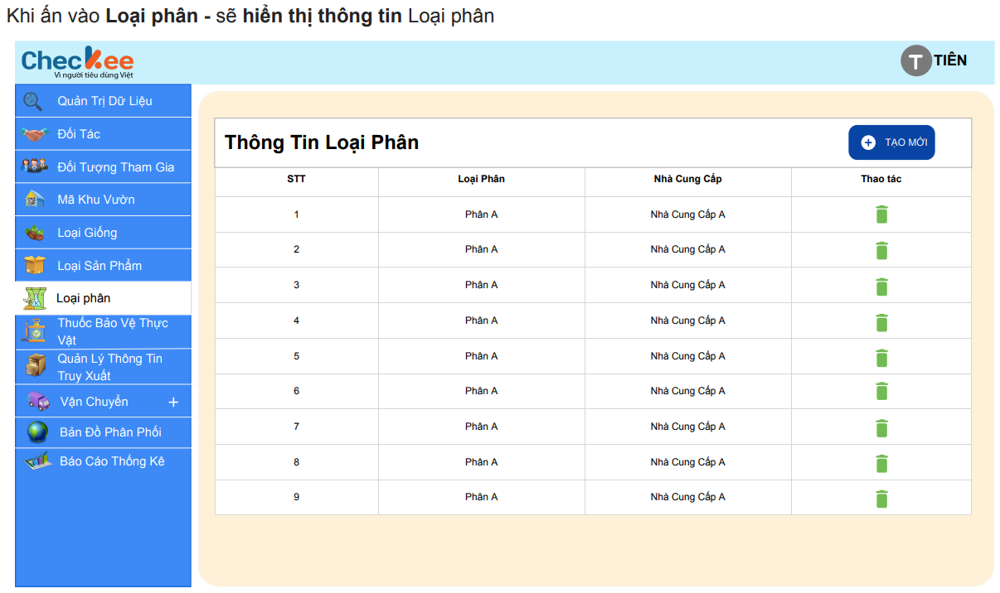 Khi ấn vào Loại phân - sẽ hiển thị thông tin Loại phân
Checkee
Vì người tiêu dùng Việt
T TIÊN
Quản Trị Dữ Liệu
Đối Tác
Đối Tượng Tham Gia
Mã Khu Vườn
Loại Giống
Loại Sản Phẩm
Loại phân
Thuốc Bảo Vệ Thực
Vật
Quản Lý Thông Tin
Truy Xuất
Vận Chuyển +
Bản Đồ Phân Phối
Báo Cáo Thống Kê
Thông Tin Loại Phân
TẠO MỚI
STT Loại Phân Nhà Cung Cấp Thao tác
1 Phân A Nhà Cung Cấp A
2 Phân A Nhà Cung Cấp A
3 Phân A Nhà Cung Cấp A
4 Phân A Nhà Cung Cấp A
5 Phân A Nhà Cung Cấp A
6 Phân A Nhà Cung Cấp A
7 Phân A Nhà Cung Cấp A
8 Phân A Nhà Cung Cấp A
9 Phân A Nhà Cung Cấp A